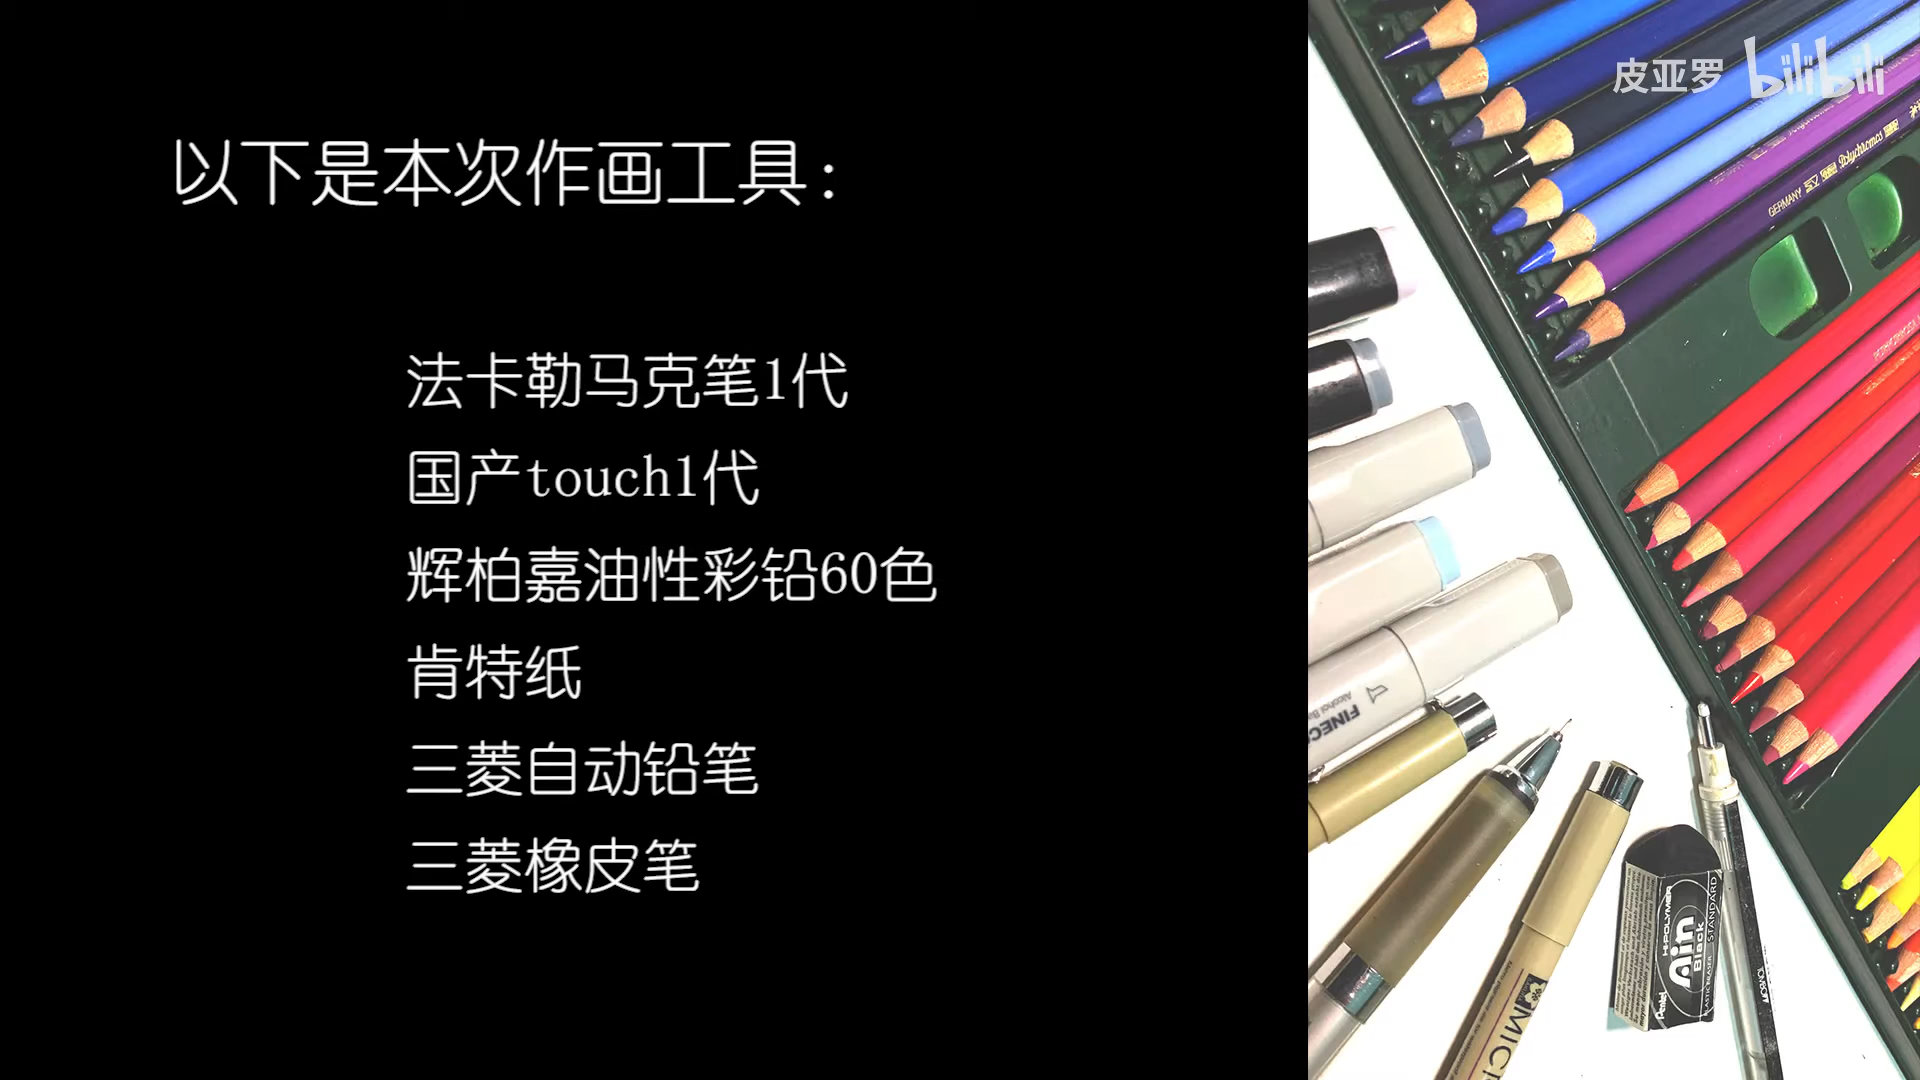 以下是本次作画工具：
法卡勒马克笔1代
国产touch1代
辉柏嘉油性彩铅60色
肯特纸
三菱自动铅笔
三菱橡皮笔
皮亚罗 bilibili
Polychromos
GERMANY
FINEC
MICR
HI-POLYMER
Ain
Black
STANDARD
Pentel